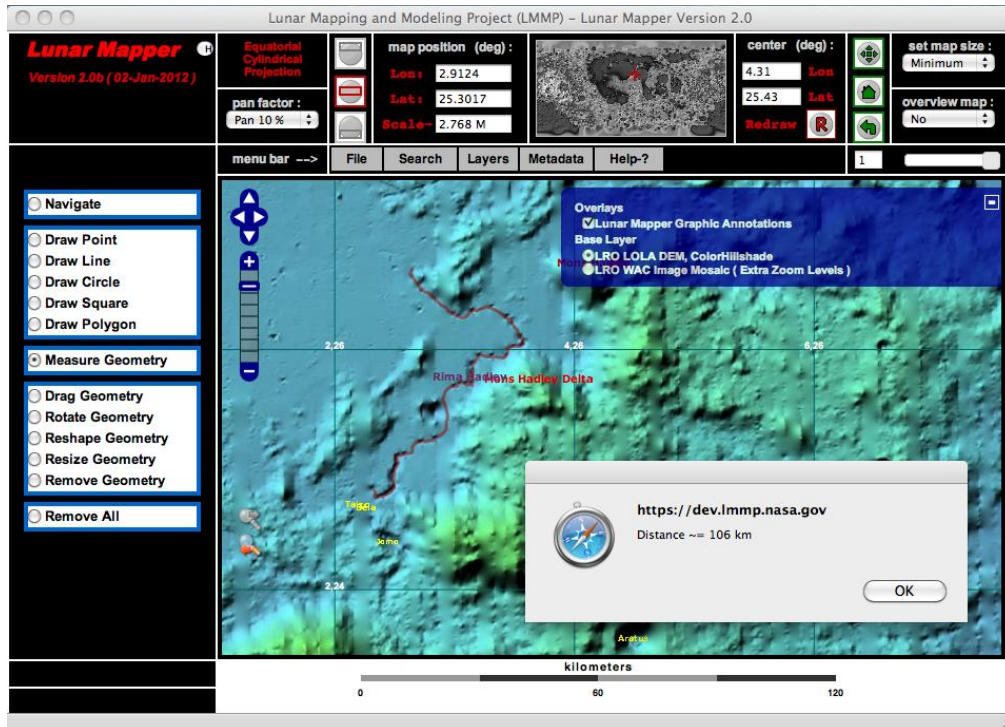 Lunar Mapping and Modeling Project (LMMP) – Lunar Mapper Version 2.0
Lunar Mapper
H
Version 2.0b ( 02-Jan-2012 )
Equatorial
Cylindrical
Projection
pan factor :
Pan 10 %
map position (deg) :
Lon: 2.9124
Lat: 25.3017
Scale~ 2.768 M
center (deg) :
4.31 Lon
25.43 Lat
Redraw R
set map size :
Minimum
overview map :
No
menu bar -->
File
Search
Layers
Metadata
Help-?
1
Navigate
Draw Point
Draw Line
Draw Circle
Draw Square
Draw Polygon
Measure Geometry
Drag Geometry
Rotate Geometry
Reshape Geometry
Resize Geometry
Remove Geometry
Remove All
Overlays
Lunar Mapper Graphic Annotations
Base Layer
LRO LOLA DEM, ColorHillshade
LRO WAC Image Mosaic ( Extra Zoom Levels )
2,26
4,26
6,26
Rima Hadley
Mons Hadley Delta
Taizo
Bela
Jomo
2,24
Aratus
https://dev.lmmp.nasa.gov
Distance ~= 106 km
OK
kilometers
0
60
120